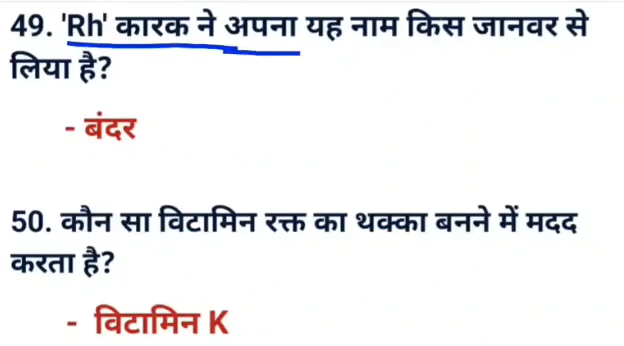 49. 'Rh' कारक ने अपना यह नाम किस जानवर से
लिया है?
- बंदर
50. कौन सा विटामिन रक्त का थक्का बनने में मदद
करता है?
- विटामिन K